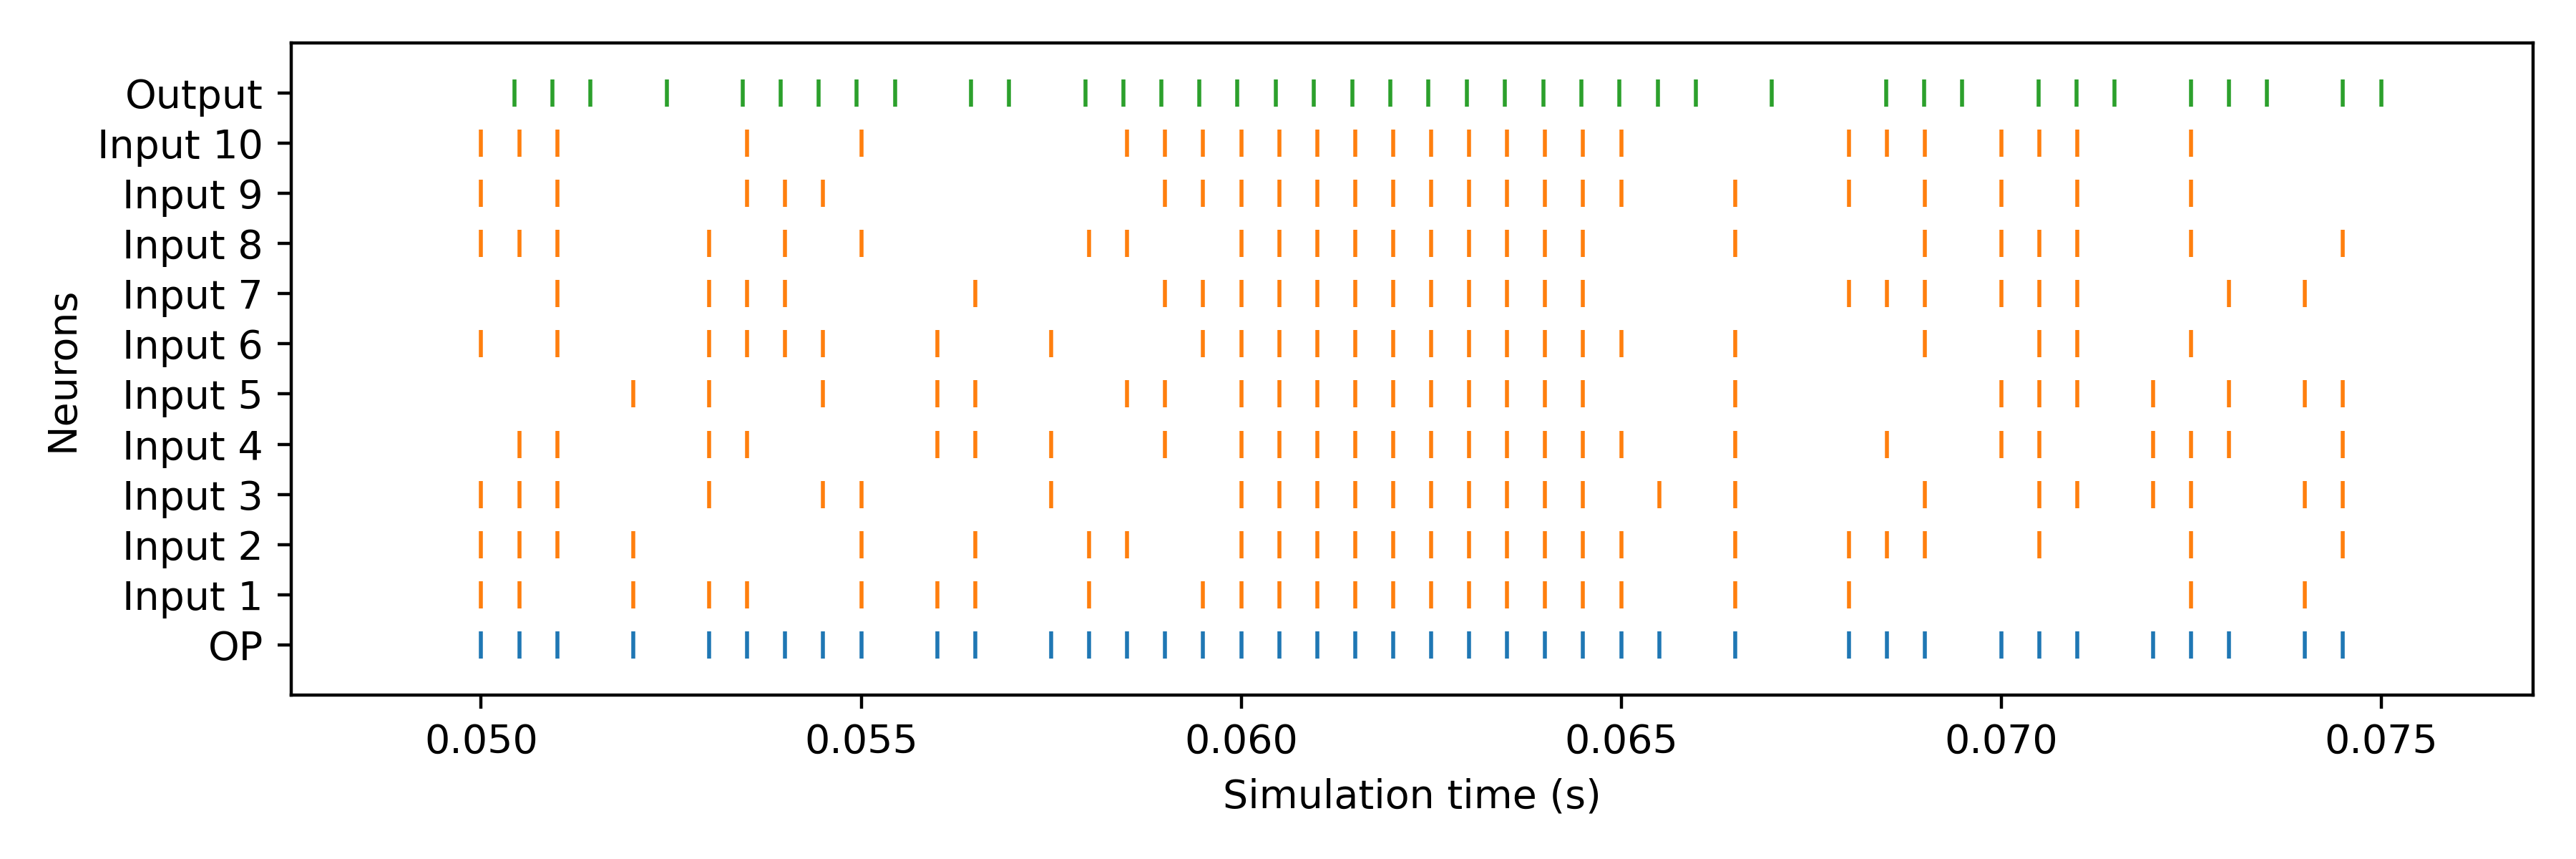 Output
Input 10
Input 9
Input 8
Input 7
Input 6
Input 5
Input 4
Input 3
Input 2
Input 1
OP
Neurons
0.050 0.055 0.060 0.065 0.070 0.075
Simulation time (s)